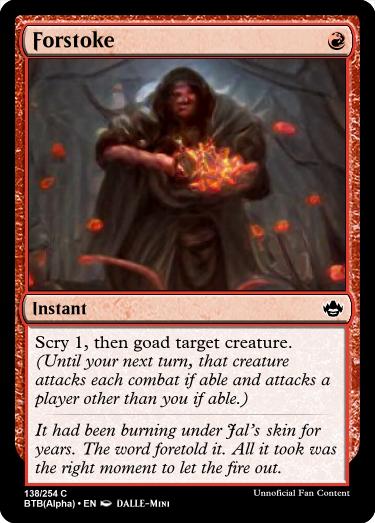 Forstoke
Instant
Scry 1, then goad target creature.
(Until your next turn, that creature
attacks each combat if able and attacks a
player other than you if able.)
It had been burning under Jal's skin for
years. The word foretold it. All it took was
the right moment to let the fire out.
138/254 C
BTB(Alpha) • EN DALLE-Mini
Unofficial Fan Content